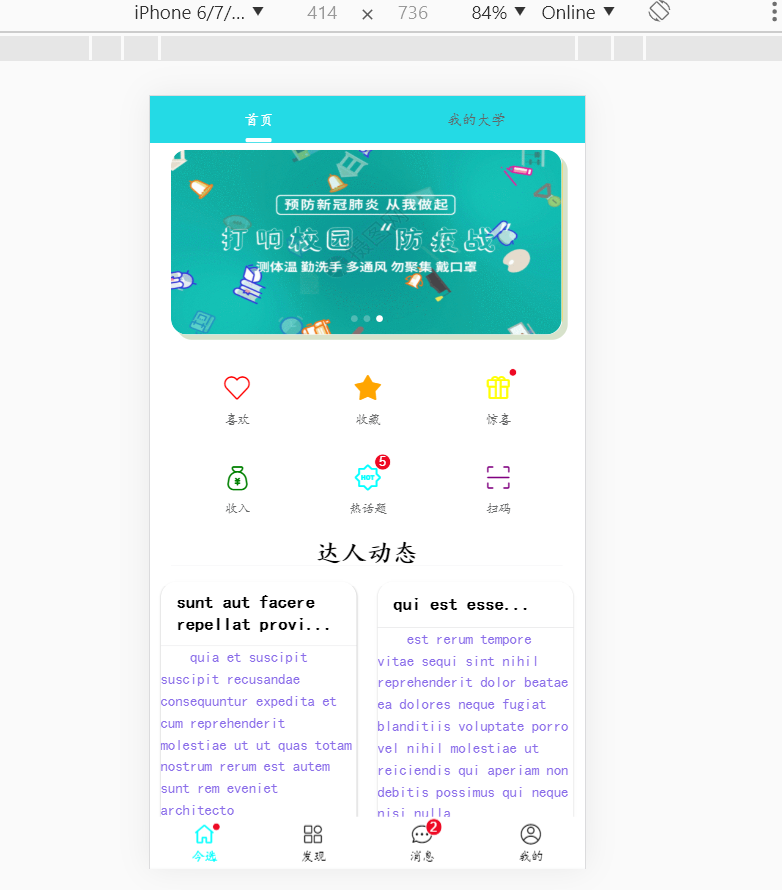 iPhone 6/7/... ▼ 414 × 736 84% ▼ Online ▼
首页 我的大学
预防新冠肺炎 从我做起
打响校园“防疫战
测体温 勤洗手 多通风 勿聚集 戴口罩
喜欢 收藏 惊喜
5
HOT
收入 热话题 扫码
达人动态
sunt aut facere
repellat provi...
quia et suscipit
suscipit recusandae
consequuntur expedita et
cum reprehenderit
molestiae ut ut quas totam
nostrum rerum est autem
sunt rem eveniet
architecto
qui est esse...
est rerum tempore
vitae sequi sint nihil
reprehenderit dolor beatae
ea dolores neque fugiat
blanditiis voluptate porro
vel nihil molestiae ut
reiciendis qui aperiam non
debitis possimus qui neque
nisi nulla
2
今选 发现 消息 我的